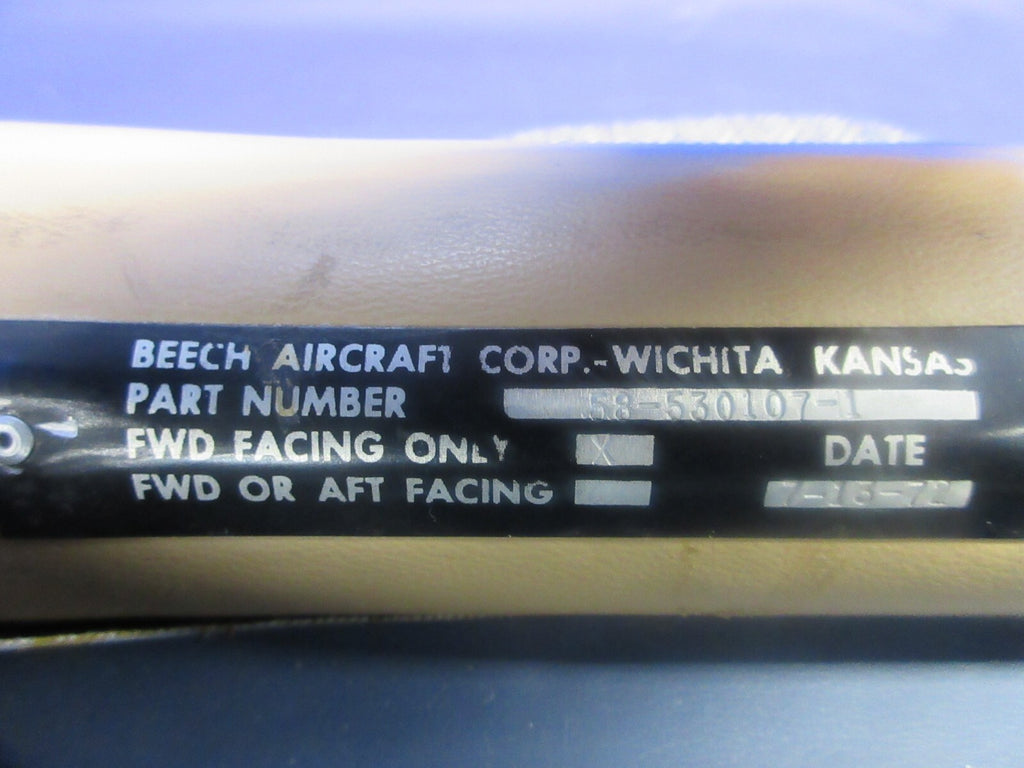 BEECH AIRCRAFT CORP.-WICHITA KANSAS
PART NUMBER 58-530107-1
FWD FACING ONLY X DATE
FWD OR AFT FACING 7-16-72